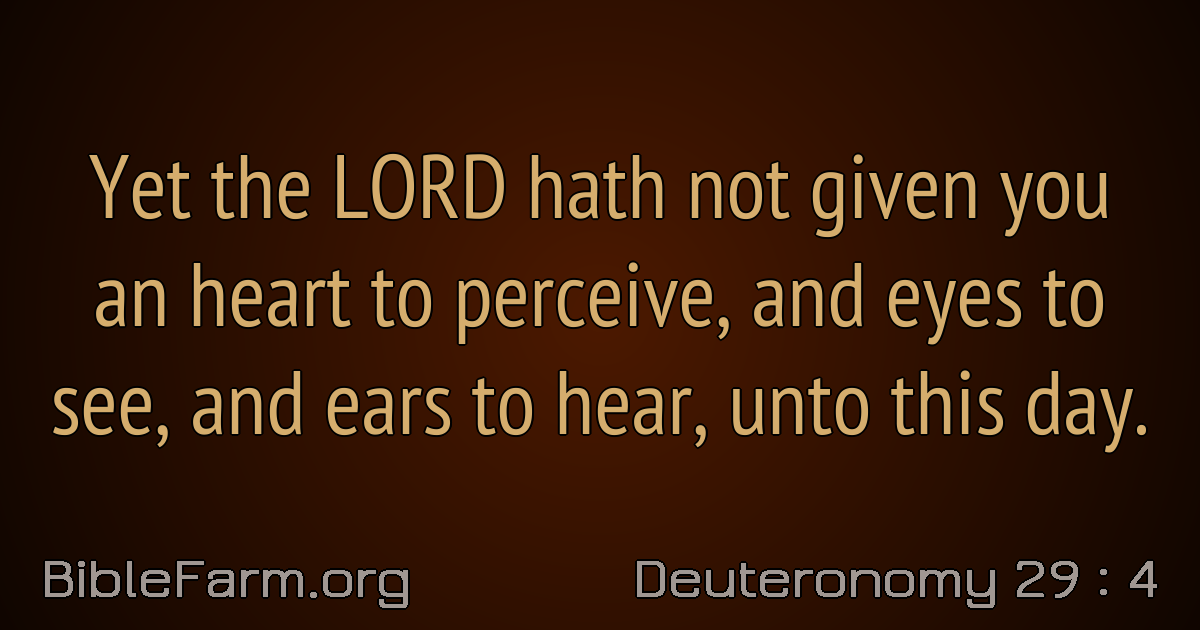 Yet the LORD hath not given you
an heart to perceive, and eyes to
see, and ears to hear, unto this day.
BibleFarm.org
Deuteronomy 29 : 4